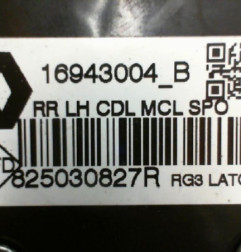 16943004_B
RR LH CDL MCL SPO
825030827R RG3 LATC